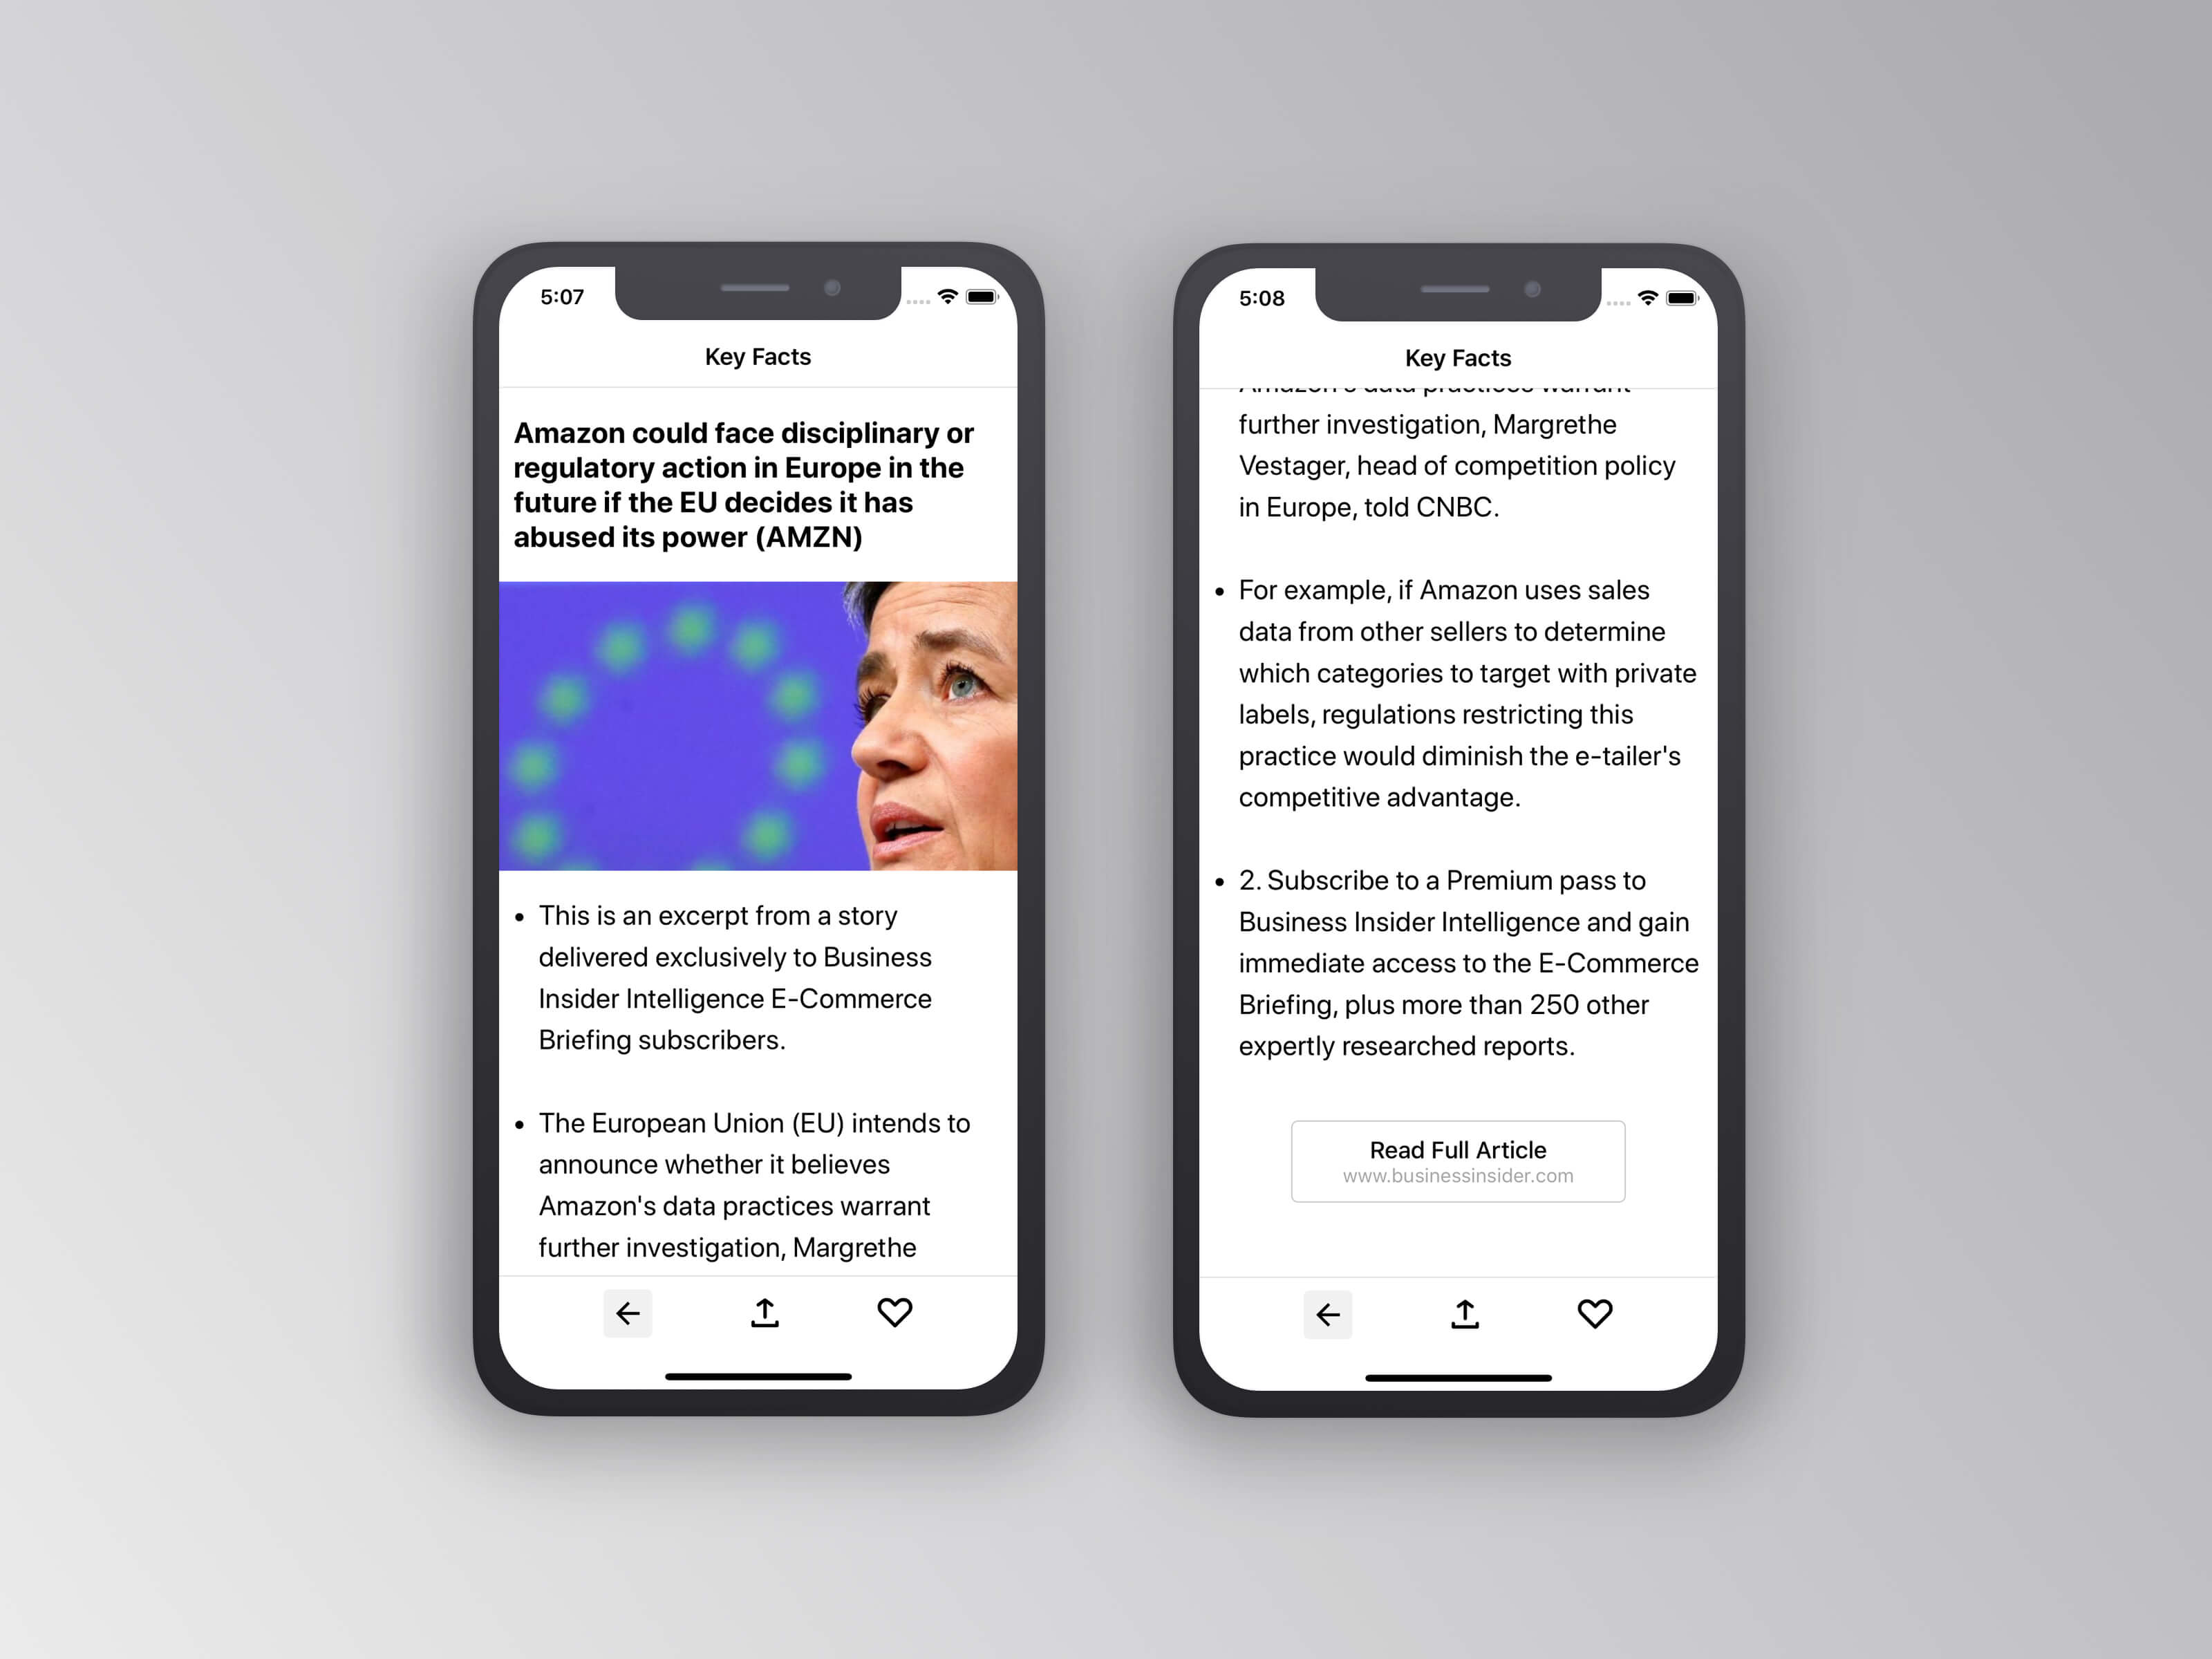 5:07
Key Facts
Amazon could face disciplinary or
regulatory action in Europe in the
future if the EU decides it has
abused its power (AMZN)
This is an excerpt from a story
delivered exclusively to Business
Insider Intelligence E-Commerce
Briefing subscribers.
The European Union (EU) intends to
announce whether it believes
Amazon's data practices warrant
further investigation, Margrethe
5:08
Key Facts
Amazon's data practices warrant
further investigation, Margrethe
Vestager, head of competition policy
in Europe, told CNBC.
For example, if Amazon uses sales
data from other sellers to determine
which categories to target with private
labels, regulations restricting this
practice would diminish the e-tailer's
competitive advantage.
2. Subscribe to a Premium pass to
Business Insider Intelligence and gain
immediate access to the E-Commerce
Briefing, plus more than 250 other
expertly researched reports.
Read Full Article
www.businessinsider.com